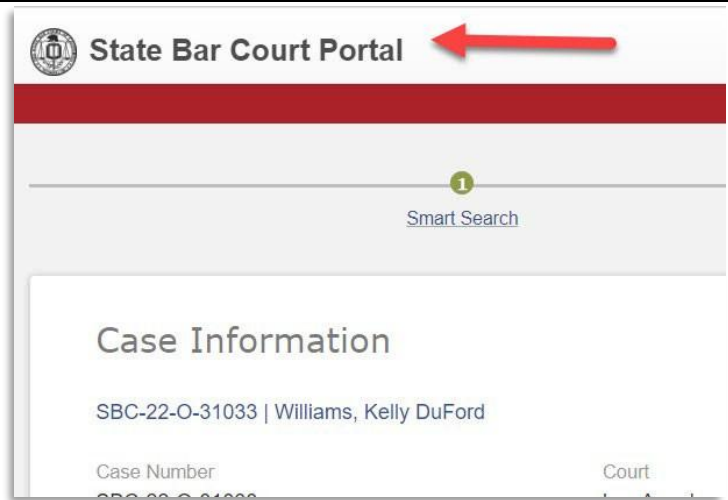 State Bar Court Portal
1
Smart Search
Case Information
SBC-22-O-31033 | Williams, Kelly DuFord
Case Number
Court